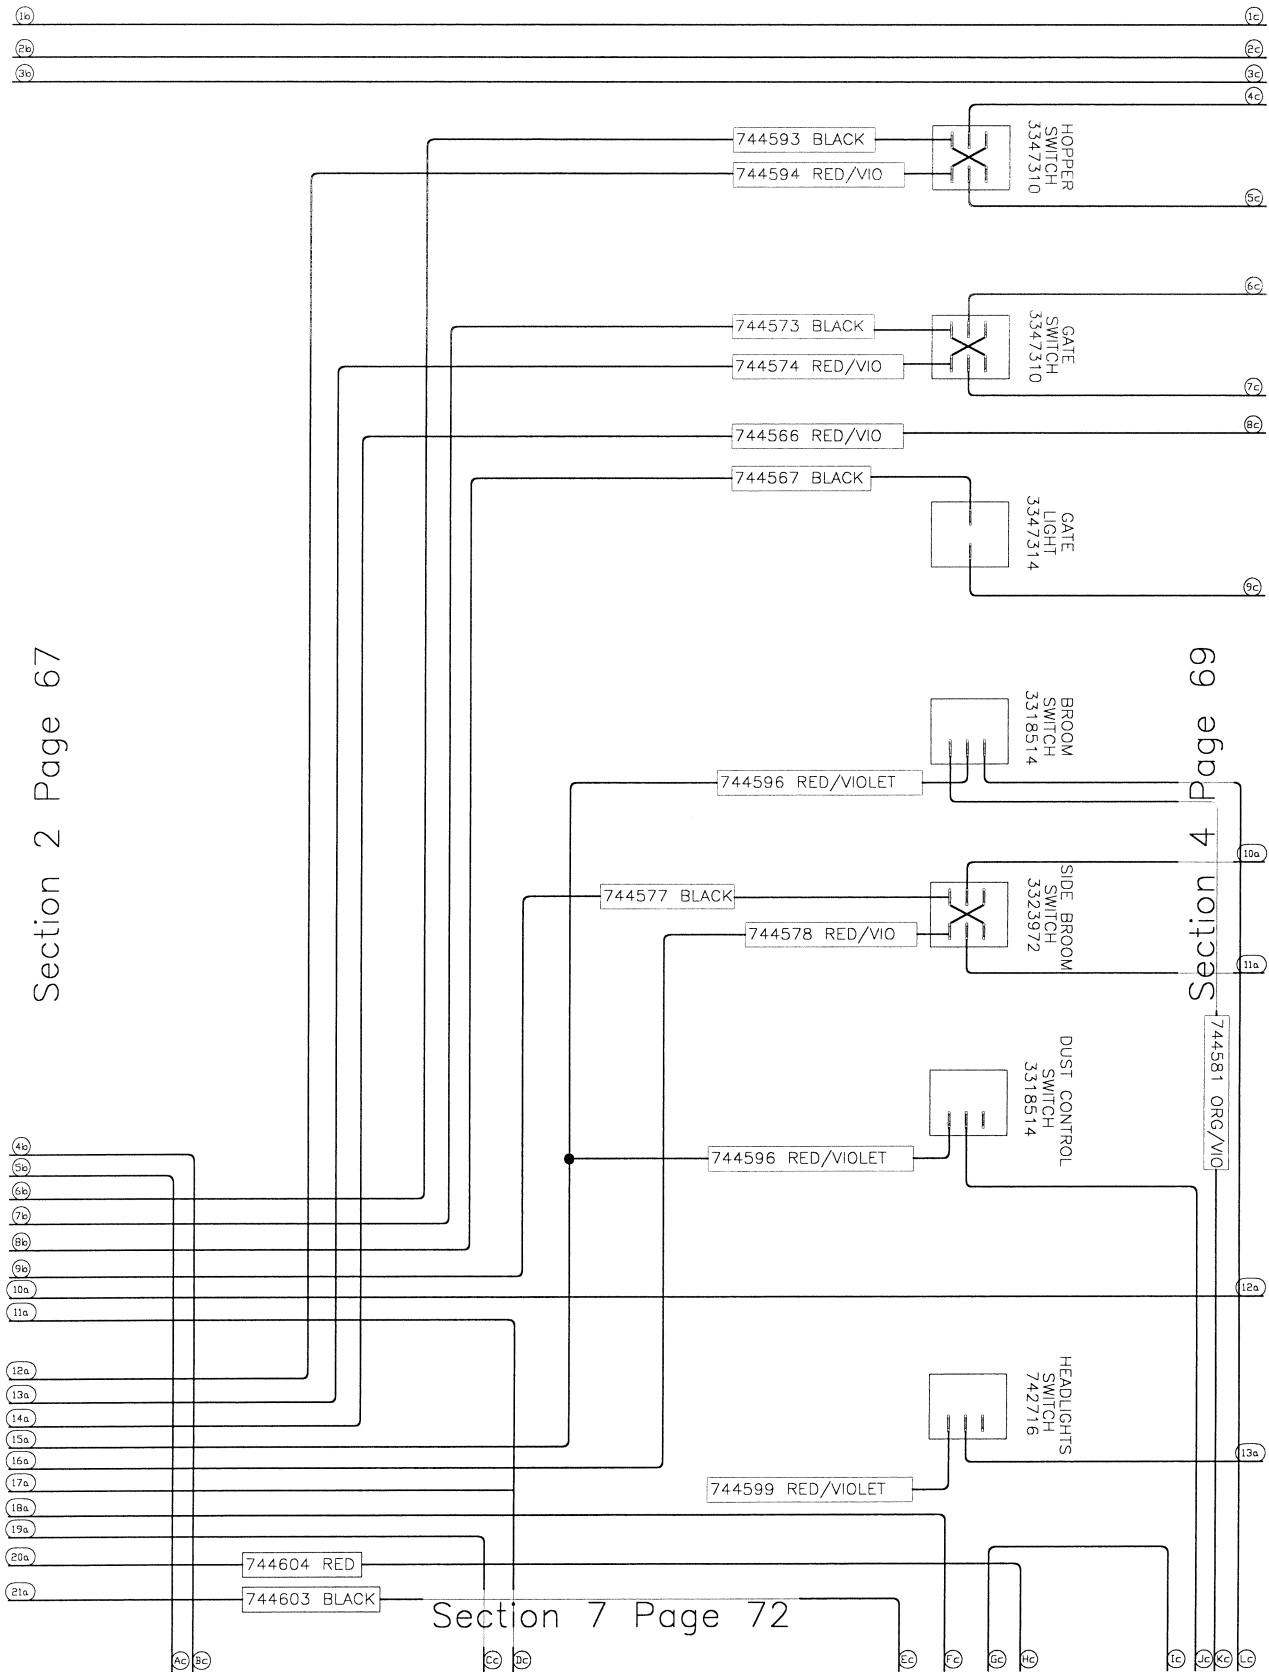 1b
1c
2b
2c
3b
3c
4c
744593 BLACK
HOPPER
SWITCH
3347310
744594 RED/VIO
5c
6c
744573 BLACK
GATE
SWITCH
3347310
744574 RED/VIO
7c
744566 RED/VIO
8c
744567 BLACK
GATE
LIGHT
3347314
9c
Section 2 Page 67
Section 4 Page 69
BROOM
SWITCH
3318514
744596 RED/VIOLET
10a
744577 BLACK
SIDE BROOM
SWITCH
3323972
744578 RED/VIO
11a
744581 ORG/VIO
DUST CONTROL
SWITCH
3318514
4b
744596 RED/VIOLET
5b
6b
7b
8b
9b
10a
12a
11a
HEADLIGHTS
SWITCH
742716
12a
13a
14a
15a
13a
16a
17a
744599 RED/VIOLET
18a
19a
20a
744604 RED
21a
744603 BLACK
Section 7 Page 72
Ac
Bc
Cc
Dc
Ec
Fc
Gc
Hc
Ic
Jc
Kc
Lc